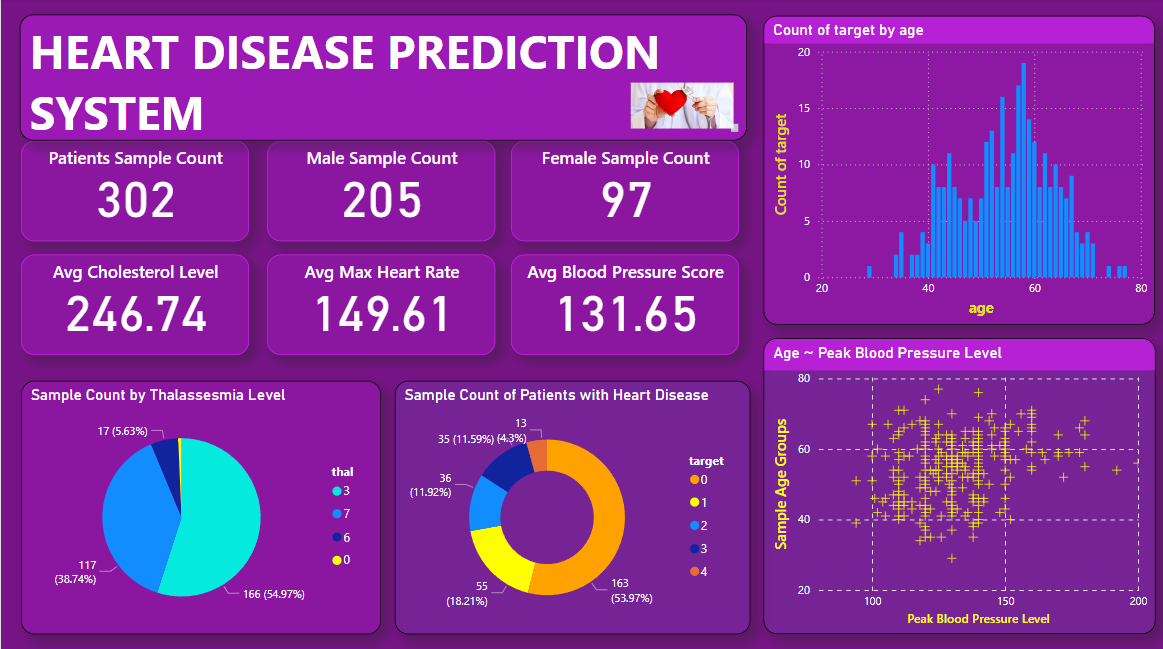 HEART DISEASE PREDICTION
SYSTEM
Patients Sample Count
302
Male Sample Count
205
Female Sample Count
97
Avg Cholesterol Level
246.74
Avg Max Heart Rate
149.61
Avg Blood Pressure Score
131.65
Sample Count by Thalassesmia Level
17 (5.63%)
117
(38.74%)
166 (54.97%)
thal
3
7
6
0
Sample Count of Patients with Heart Disease
13
(4.3%)
35 (11.59%)
36
(11.92%)
55
(18.21%)
163
(53.97%)
target
0
1
2
3
4
Count of target by age
Count of target
20
15
10
5
0
20
40
60
80
age
Age ~ Peak Blood Pressure Level
Sample Age Groups
80
60
40
20
100
150
200
Peak Blood Pressure Level